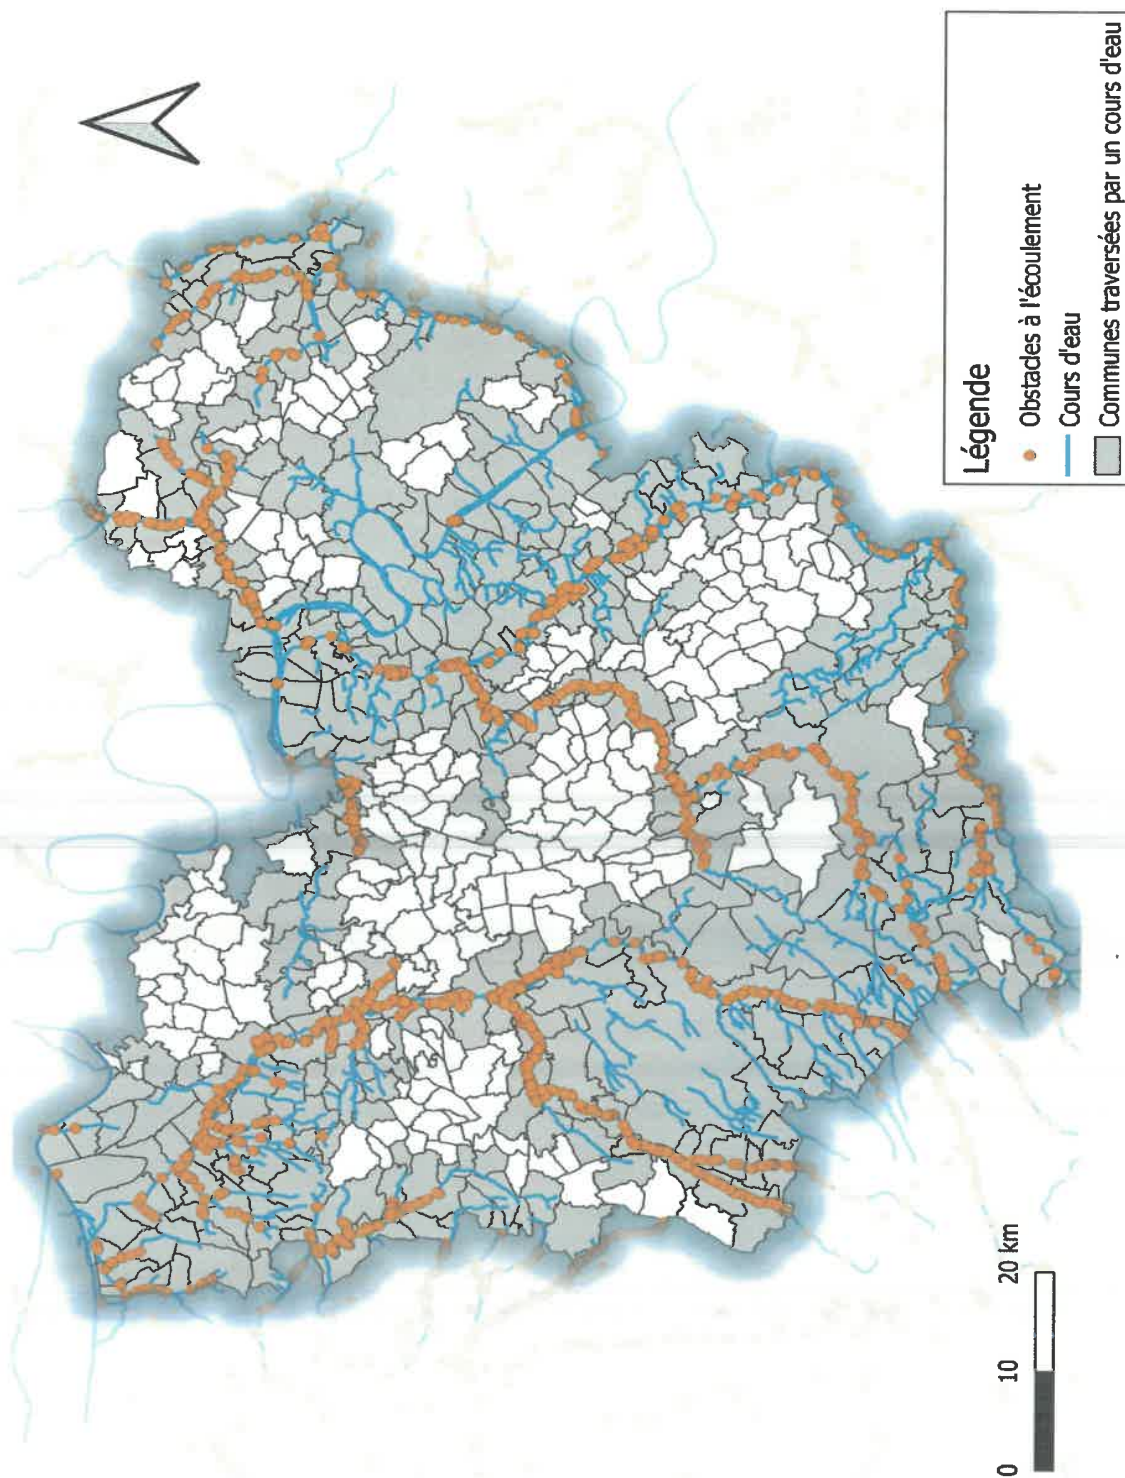 Légende
Obstacles à l'écoulement
Cours d'eau
Communes traversées par un cours d'eau
0 10 20 km